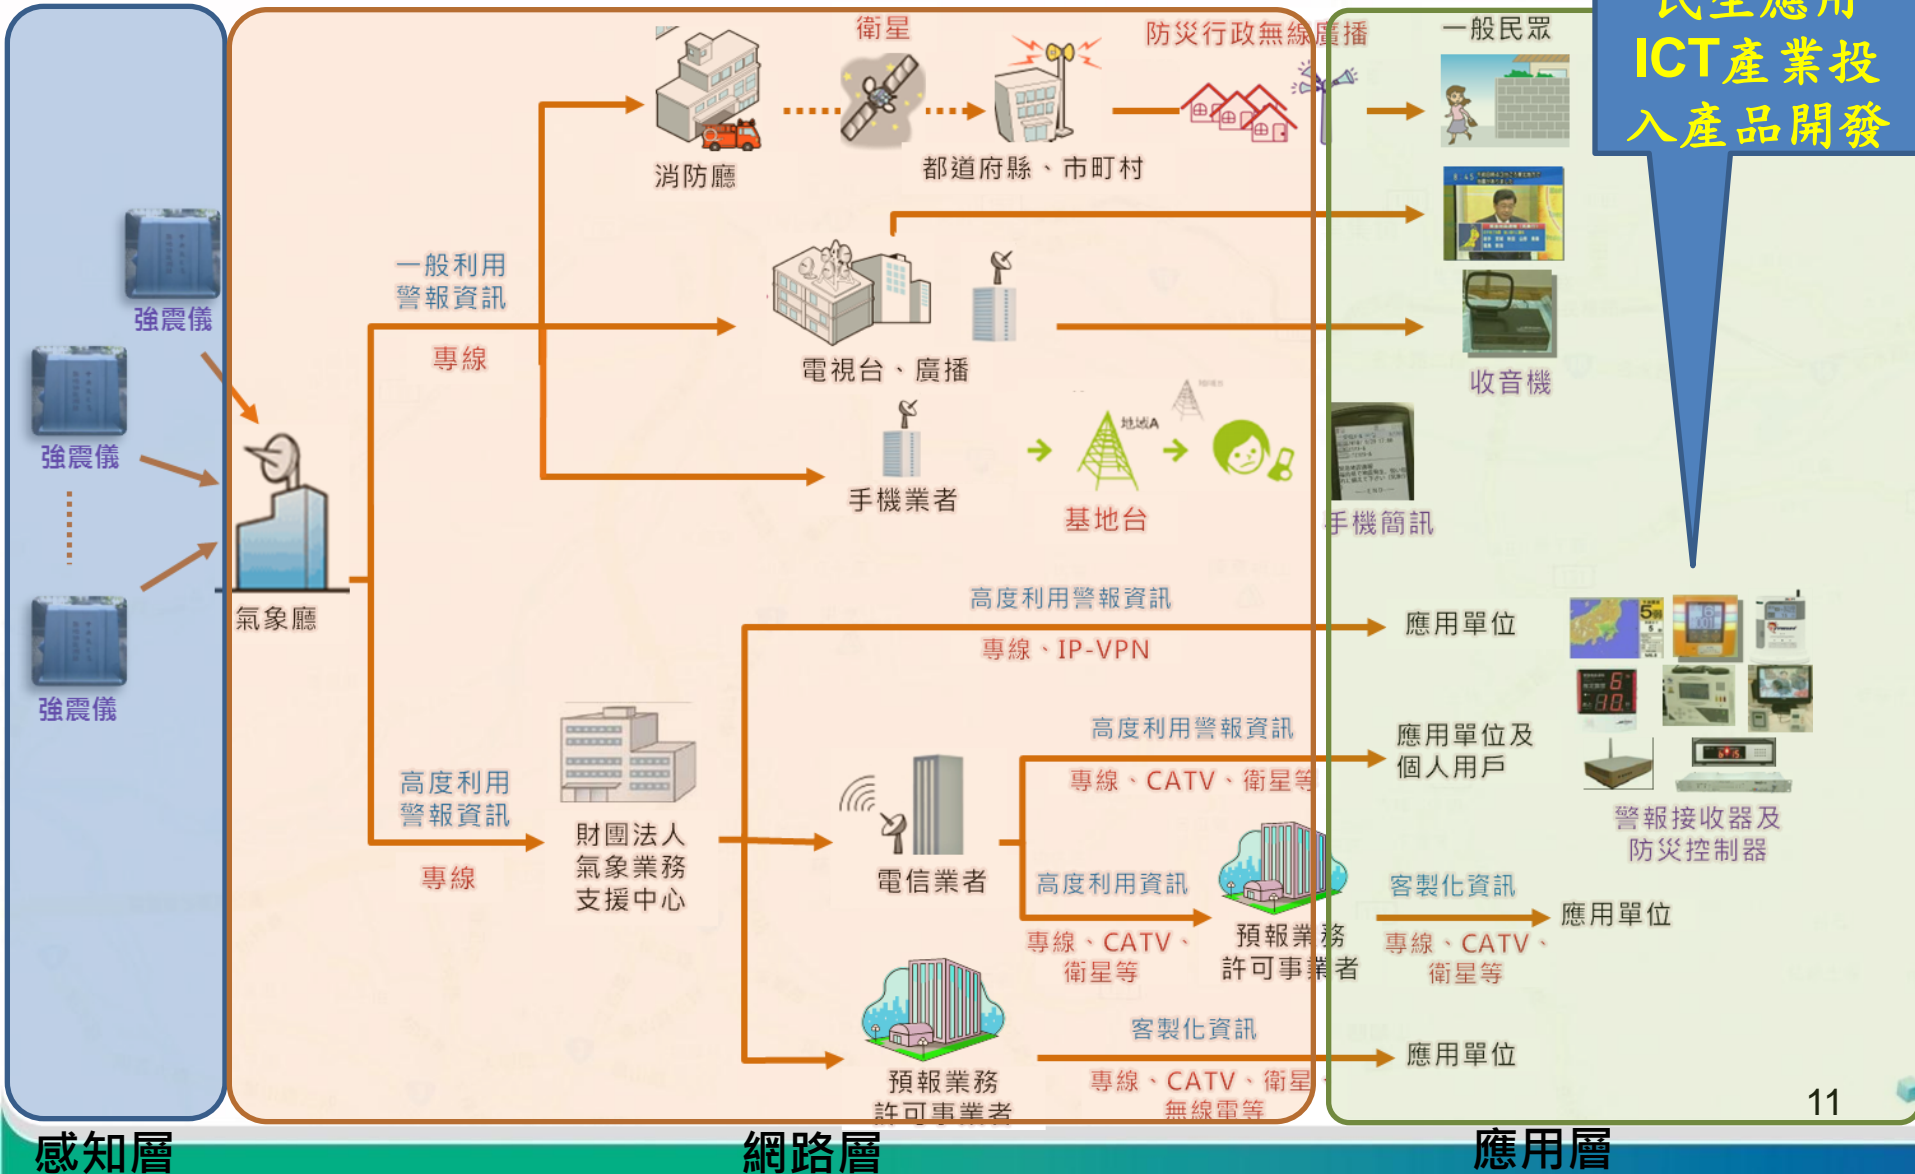 民生應用
ICT產業投
入產品開發
衛星
防災行政無線廣播
一般民眾
消防廳
都道府縣、市町村
強震儀
一般利用
警報資訊
專線
電視台、廣播
收音機
強震儀
地域A
手機業者
基地台
手機簡訊
氣象廳
強震儀
高度利用警報資訊
專線、IP-VPN
應用單位
高度利用
警報資訊
專線
財團法人
氣象業務
支援中心
高度利用警報資訊
專線、CATV、衛星等
應用單位及
個人用戶
警報接收器及
防災控制器
電信業者
高度利用資訊
專線、CATV、
衛星等
預報業務
許可事業者
客製化資訊
專線、CATV、
衛星等
應用單位
預報業務
許可事業者
客製化資訊
專線、CATV、衛星、
無線電等
應用單位
11
感知層
網路層
應用層